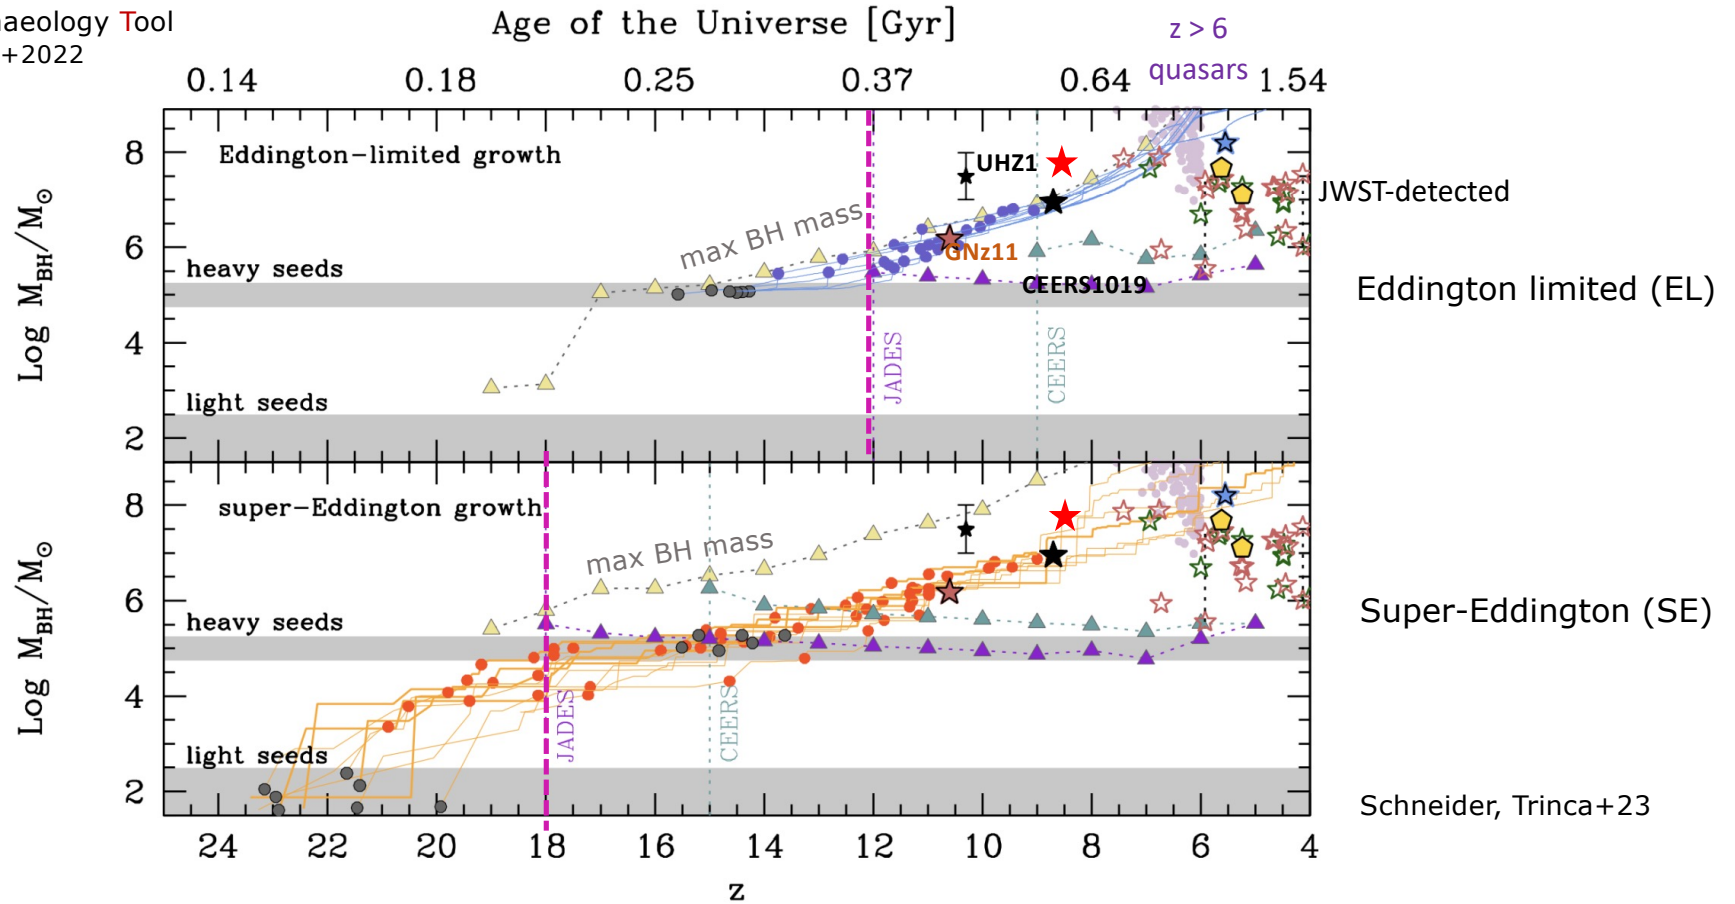 naeology Tool
+2022
Age of the Universe [Gyr]
z > 6
quasars
0.14 0.18 0.25 0.37 0.64 1.54
Eddington-limited growth
UHZ1
max BH mass
GNz11
CEERS1019
heavy seeds
light seeds
JADES
CEERS
8
6
4
2
Log M_BH/M_⊙
JWST-detected
Eddington limited (EL)
super-Eddington growth
max BH mass
heavy seeds
light seeds
JADES
CEERS
8
6
4
2
Log M_BH/M_⊙
Super-Eddington (SE)
Schneider, Trinca+23
24 22 20 18 16 14 12 10 8 6 4
z